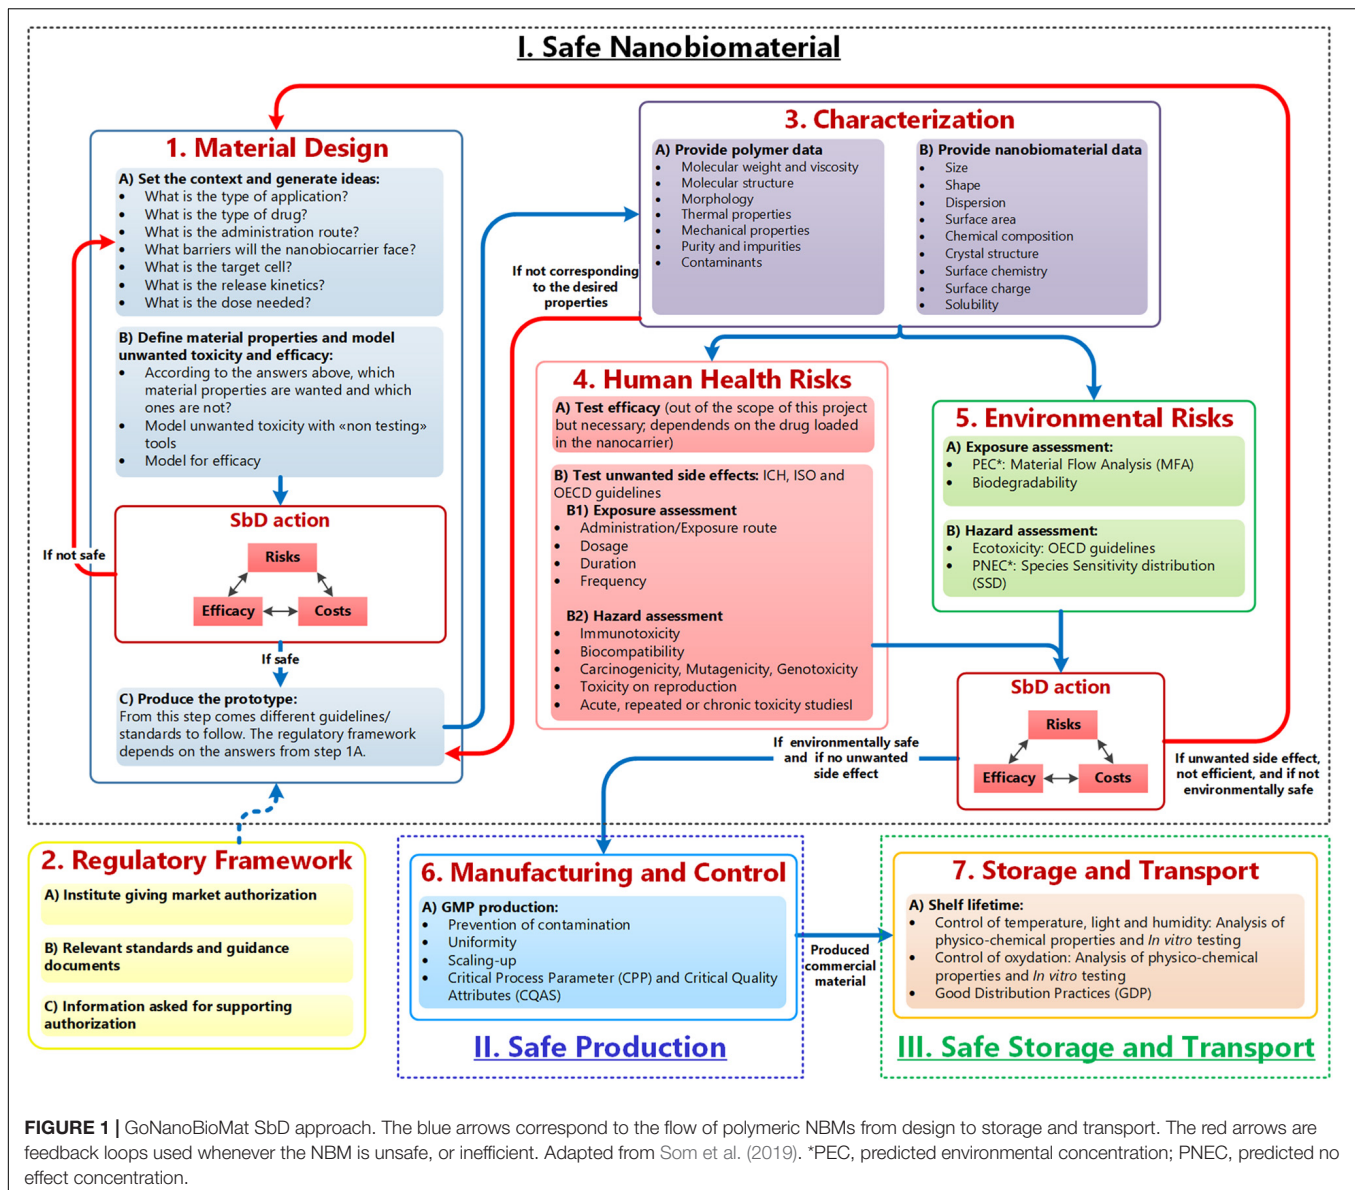 I. Safe Nanobiomaterial
1. Material Design
A) Set the context and generate ideas:
• What is the type of application?
• What is the type of drug?
• What is the administration route?
• What barriers will the nanobiocarrier face?
• What is the target cell?
• What is the release kinetics?
• What is the dose needed?
B) Define material properties and model
unwanted toxicity and efficacy:
• According to the answers above, which
material properties are wanted and which
ones are not?
• Model unwanted toxicity with «non testing»
tools
• Model for efficacy
SbD action
Risks
Efficacy
Costs
If not safe
If safe
C) Produce the prototype:
From this step comes different guidelines/
standards to follow. The regulatory framework
depends on the answers from step 1A.
2. Regulatory Framework
A) Institute giving market authorization
B) Relevant standards and guidance
documents
C) Information asked for supporting
authorization
3. Characterization
A) Provide polymer data
• Molecular weight and viscosity
• Molecular structure
• Morphology
• Thermal properties
• Mechanical properties
• Purity and impurities
• Contaminants
B) Provide nanobiomaterial data
• Size
• Shape
• Dispersion
• Surface area
• Chemical composition
• Crystal structure
• Surface chemistry
• Surface charge
• Solubility
If not corresponding
to the desired
properties
4. Human Health Risks
A) Test efficacy (out of the scope of this project
but necessary; dependends on the drug loaded
in the nanocarrier)
B) Test unwanted side effects: ICH, ISO and
OECD guidelines
B1) Exposure assessment
• Administration/Exposure route
• Dosage
• Duration
• Frequency
B2) Hazard assessment
• Immunotoxicity
• Biocompatibility
• Carcinogenicity, Mutagenicity, Genotoxicity
• Toxicity on reproduction
• Acute, repeated or chronic toxicity studiesl
5. Environmental Risks
A) Exposure assessment:
• PEC*: Material Flow Analysis (MFA)
• Biodegradability
B) Hazard assessment:
• Ecotoxicity: OECD guidelines
• PNEC*: Species Sensitivity distribution
(SSD)
SbD action
Risks
Efficacy
Costs
If environmentally safe
and if no unwanted
side effect
If unwanted side effect,
not efficient, and if not
environmentally safe
6. Manufacturing and Control
A) GMP production:
• Prevention of contamination
• Uniformity
• Scaling-up
• Critical Process Parameter (CPP) and Critical Quality
Attributes (CQAS)
II. Safe Production
Produced
commercial
material
7. Storage and Transport
A) Shelf lifetime:
• Control of temperature, light and humidity: Analysis of
physico-chemical properties and In vitro testing
• Control of oxydation: Analysis of physico-chemical
properties and In vitro testing
• Good Distribution Practices (GDP)
III. Safe Storage and Transport
FIGURE 1 | GoNanoBioMat SbD approach. The blue arrows correspond to the flow of polymeric NBMs from design to storage and transport. The red arrows are
feedback loops used whenever the NBM is unsafe, or inefficient. Adapted from Som et al. (2019). *PEC, predicted environmental concentration; PNEC, predicted no
effect concentration.